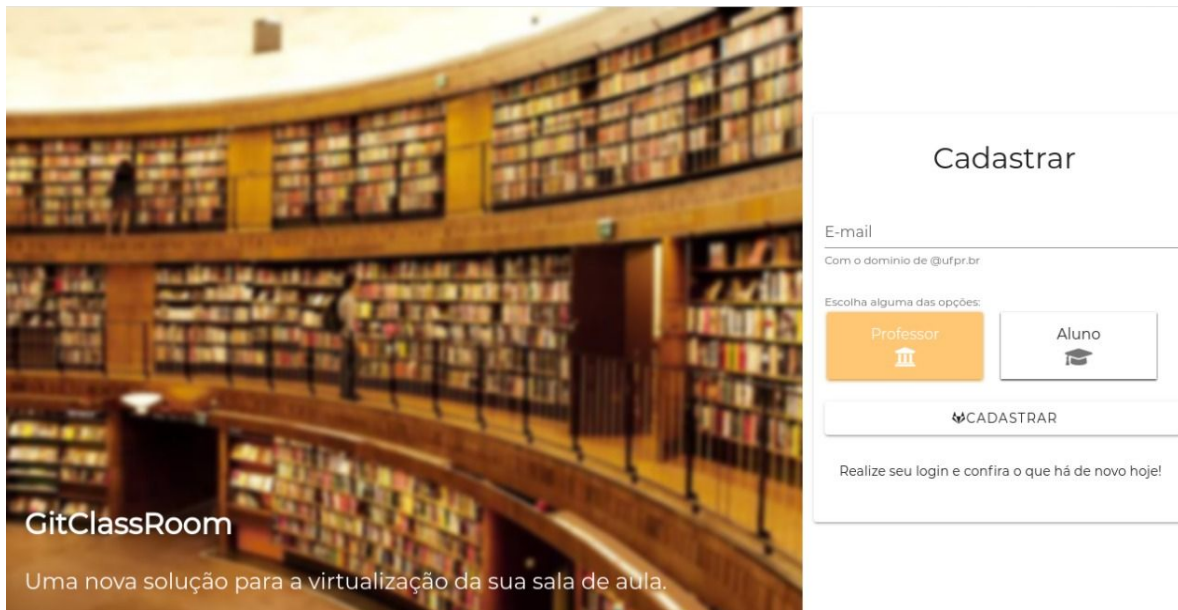 GitClassRoom
Uma nova solução para a virtualização da sua sala de aula.
Cadastrar
E-mail
Com o dominio de @ufpr.br
Escolha alguma das opções:
Professor
Aluno
CADASTRAR
Realize seu login e confira o que há de novo hoje!